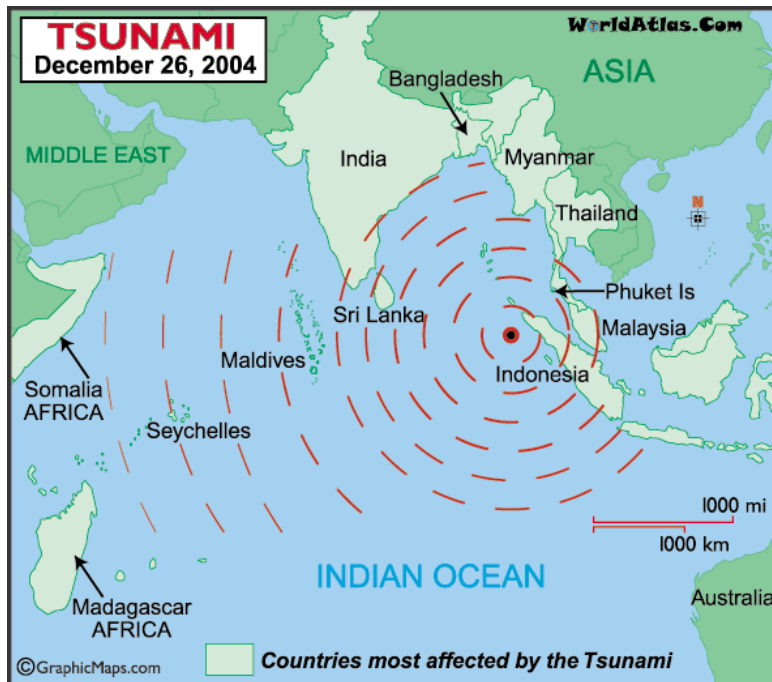 TSUNAMI
December 26, 2004
WorldAtlas.Com
ASIA
Bangladesh
MIDDLE EAST
India
Myanmar
Thailand
N
Phuket Is
Sri Lanka
Malaysia
Maldives
Indonesia
Somalia
AFRICA
Seychelles
1000 mi
1000 km
INDIAN OCEAN
Madagascar
AFRICA
Australia
©GraphicMaps.com
Countries most affected by the Tsunami